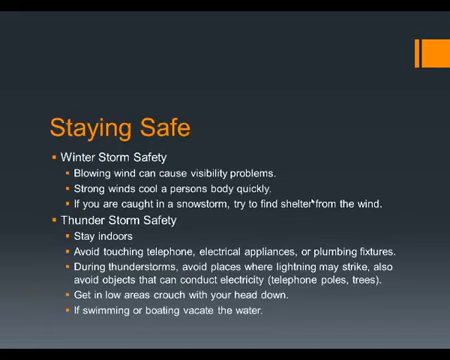 Staying Safe
Winter Storm Safety
Blowing wind can cause visibility problems.
Strong winds cool a persons body quickly.
If you are caught in a snowstorm, try to find shelter from the wind.
Thunder Storm Safety
Stay indoors
Avoid touching telephone, electrical appliances, or plumbing fixtures.
During thunderstorms, avoid places where lightning may strike, also
avoid objects that can conduct electricity (telephone poles, trees).
Get in low areas crouch with your head down.
If swimming or boating vacate the water.